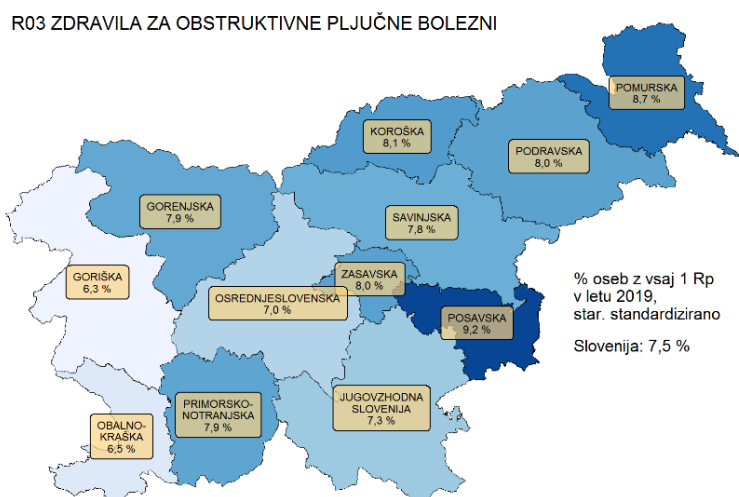 R03 ZDRAVILA ZA OBSTRUKTIVNE PLJUČNE BOLEZNI
POMURSKA
8,7 %
KOROŠKA
8,1 %
PODRAVSKA
8,0 %
GORENJSKA
7,9 %
SAVINJSKA
7,8 %
GORIŠKA
6,3 %
ZASAVSKA
8,0 %
OSREDNJESLOVENSKA
7,0 %
POSAVSKA
9,2 %
% oseb z vsaj 1 Rp
v letu 2019,
star. standardizirano
Slovenija: 7,5 %
JUGOVZHODNA
SLOVENIJA
7,3 %
PRIMORSKO-
NOTRANJSKA
7,9 %
OBALNO-
KRAŠKA
6,5 %